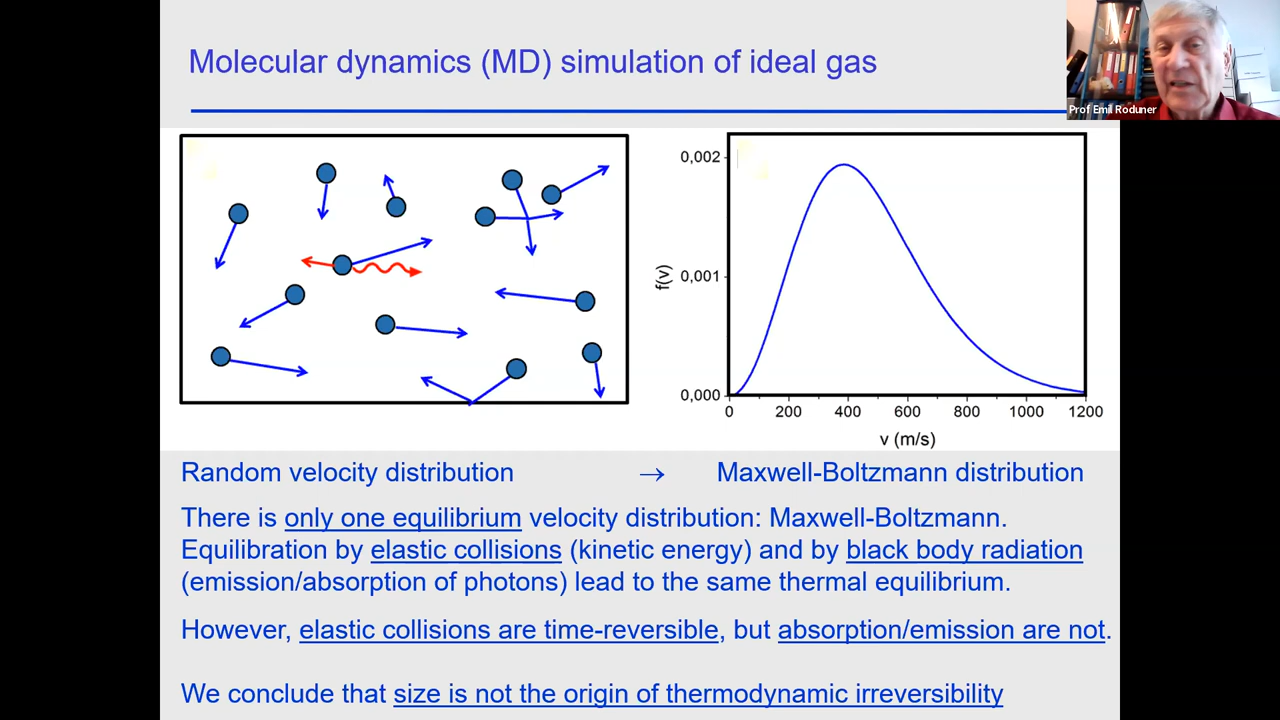 Molecular dynamics (MD) simulation of ideal gas
Prof Emil Roduner
0,002
0,001
0,000
f(v)
0 200 400 600 800 1000 1200
v (m/s)
Random velocity distribution → Maxwell-Boltzmann distribution
There is only one equilibrium velocity distribution: Maxwell-Boltzmann.
Equilibration by elastic collisions (kinetic energy) and by black body radiation
(emission/absorption of photons) lead to the same thermal equilibrium.
However, elastic collisions are time-reversible, but absorption/emission are not.
We conclude that size is not the origin of thermodynamic irreversibility